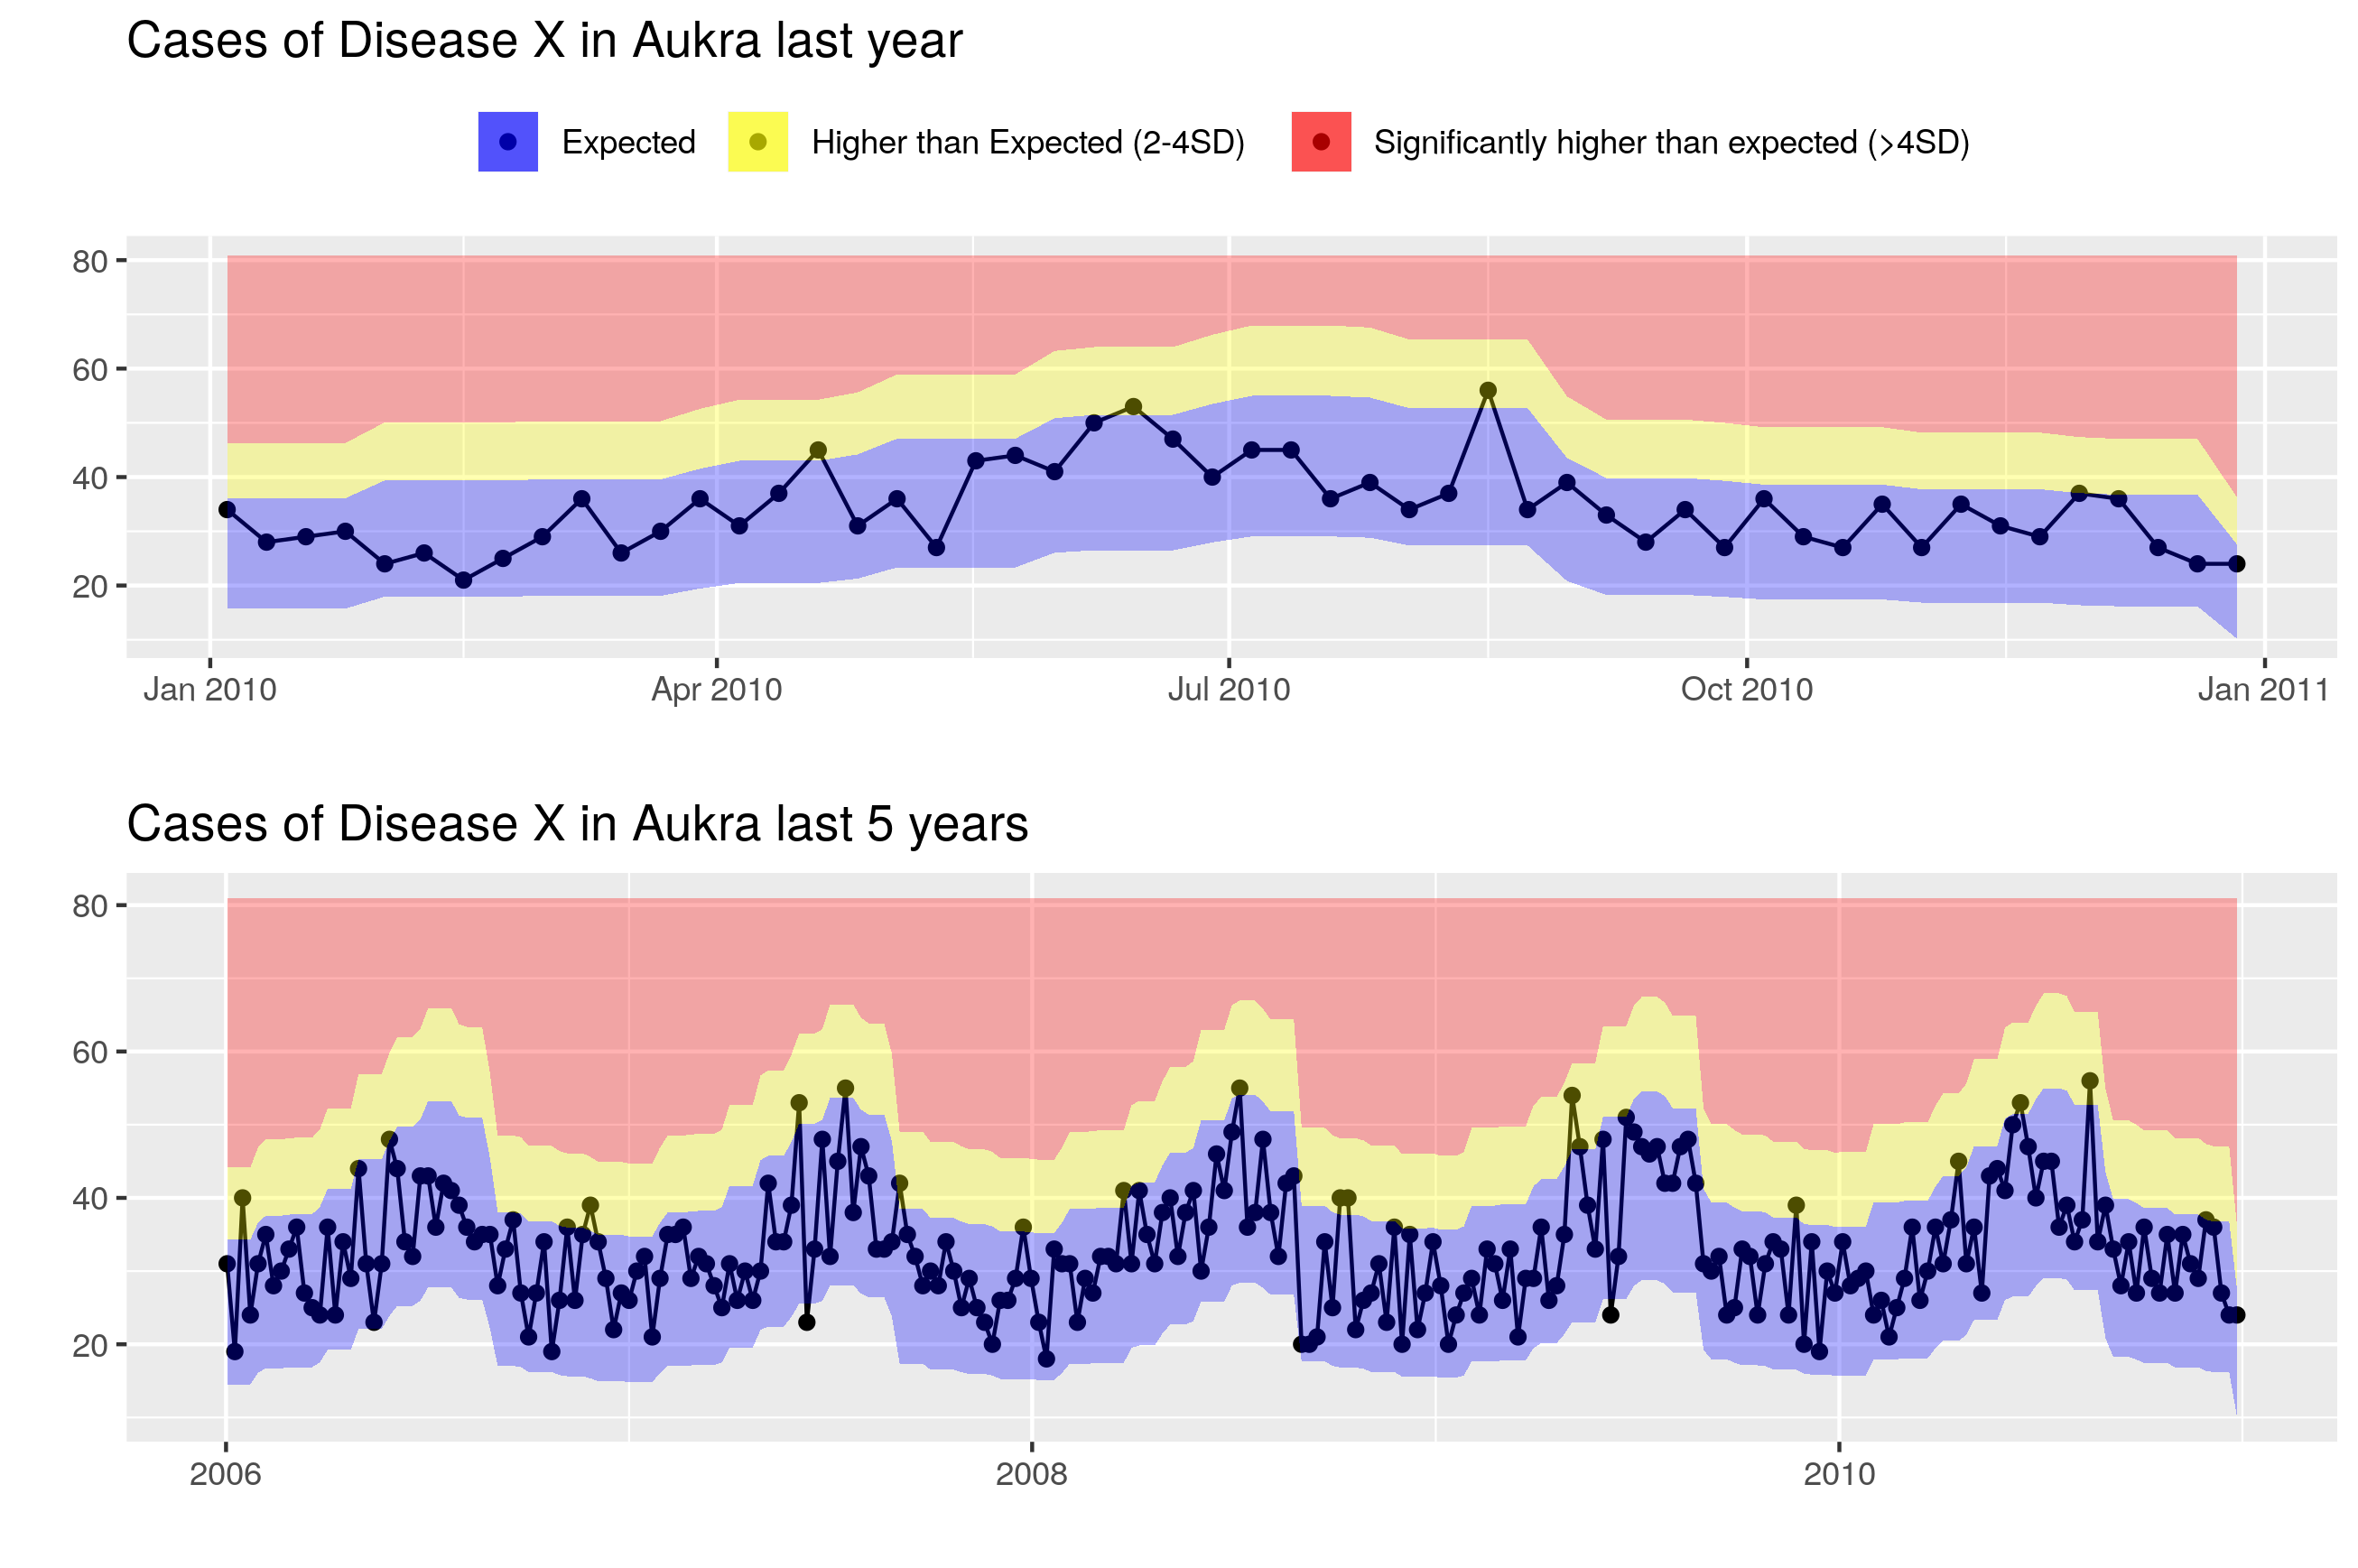 Cases of Disease X in Aukra last year
Expected Higher than Expected (2-4SD) Significantly higher than expected (>4SD)
80
60
40
20
Jan 2010 Apr 2010 Jul 2010 Oct 2010 Jan 2011
Cases of Disease X in Aukra last 5 years
80
60
40
20
2006 2008 2010